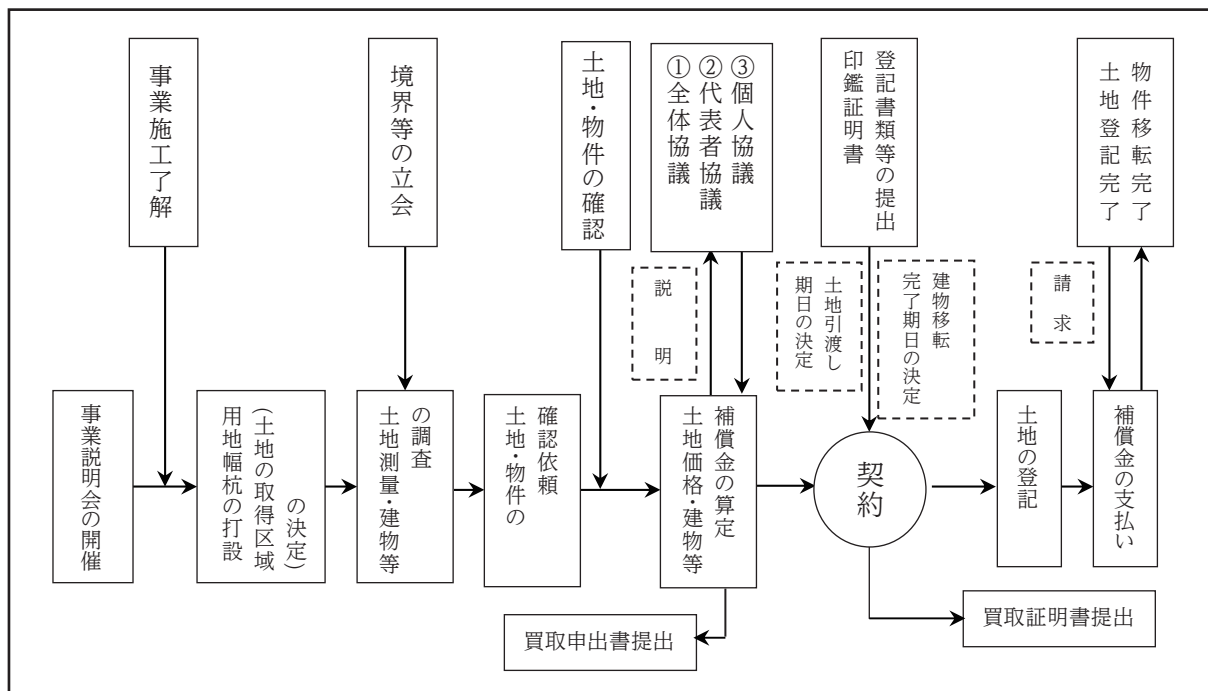 事業施工了解
境界等の立会
土地・物件の確認
③個人協議
②代表者協議
①全体協議
登記書類等の提出
印鑑証明書
物件移転完了
土地登記完了
説明
土地引渡し
期日の決定
建物移転
完了期日の決定
請求
事業説明会の開催
の決定)
(土地の取得区域
用地幅杭の打設
の調査
土地測量・建物等
確認依頼
土地・物件の
補償金の算定
土地価格・建物等
契約
土地の登記
補償金の支払い
買取申出書提出
買取証明書提出